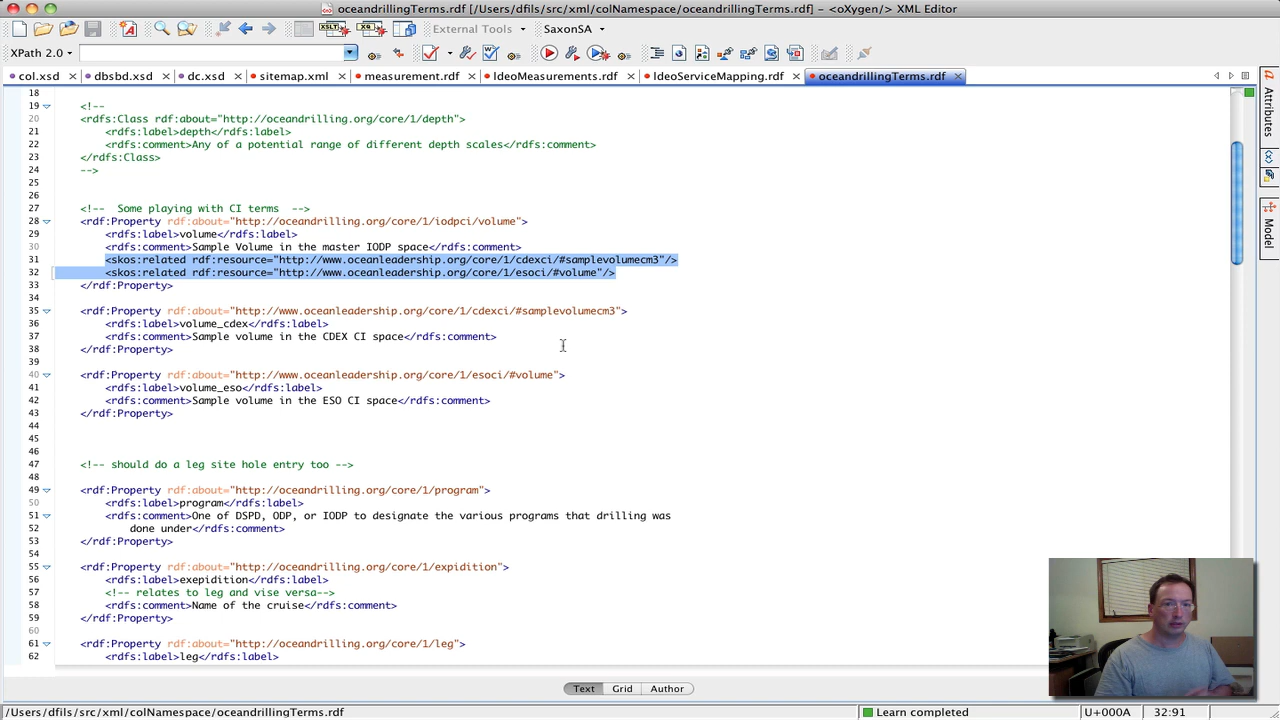 oceandrillingTerms.rdf [/Users/dfils/src/xml/colNamespace/oceandrillingTerms.rdf] - <oXygen/> XML Editor
External Tools
SaxonSA
XPath 2.0
col.xsd dbsbd.xsd dc.xsd sitemap.xml measurement.rdf ldeoMeasurements.rdf ldeoServiceMapping.rdf oceandrillingTerms.rdf
18
19 <!--
20 <rdfs:Class rdf:about="http://oceandrilling.org/core/1/depth">
21 <rdfs:label>depth</rdfs:label>
22 <rdfs:comment>Any of a potential range of different depth scales</rdfs:comment>
23 </rdfs:Class>
24 -->
25
26
27 <!-- Some playing with CI terms -->
28 <rdf:Property rdf:about="http://oceandrilling.org/core/1/iodpci/volume">
29 <rdfs:label>volume</rdfs:label>
30 <rdfs:comment>Sample Volume in the master IODP space</rdfs:comment>
31 <skos:related rdf:resource="http://www.oceanleadership.org/core/1/cdexci/#samplevolumecm3"/>
32 <skos:related rdf:resource="http://www.oceanleadership.org/core/1/esoci/#volume"/>
33 </rdf:Property>
34
35 <rdf:Property rdf:about="http://www.oceanleadership.org/core/1/cdexci/#samplevolumecm3">
36 <rdfs:label>volume_cdex</rdfs:label>
37 <rdfs:comment>Sample volume in the CDEX CI space</rdfs:comment>
38 </rdf:Property>
39
40 <rdf:Property rdf:about="http://www.oceanleadership.org/core/1/esoci/#volume">
41 <rdfs:label>volume_eso</rdfs:label>
42 <rdfs:comment>Sample volume in the ESO CI space</rdfs:comment>
43 </rdf:Property>
44
45
46
47 <!-- should do a leg site hole entry too -->
48
49 <rdf:Property rdf:about="http://oceandrilling.org/core/1/program">
50 <rdfs:label>program</rdfs:label>
51 <rdfs:comment>One of DSPD, ODP, or IODP to designate the various programs that drilling was
52 done under</rdfs:comment>
53 </rdf:Property>
54
55 <rdf:Property rdf:about="http://oceandrilling.org/core/1/expidition">
56 <rdfs:label>exepidition</rdfs:label>
57 <!-- relates to leg and vise versa-->
58 <rdfs:comment>Name of the cruise</rdfs:comment>
59 </rdf:Property>
60
61 <rdf:Property rdf:about="http://oceandrilling.org/core/1/leg">
62 <rdfs:label>leg</rdfs:label>
Attributes
Model
Text Grid Author
/Users/dfils/src/xml/colNamespace/oceandrillingTerms.rdf
Learn completed
U+000A
32:91